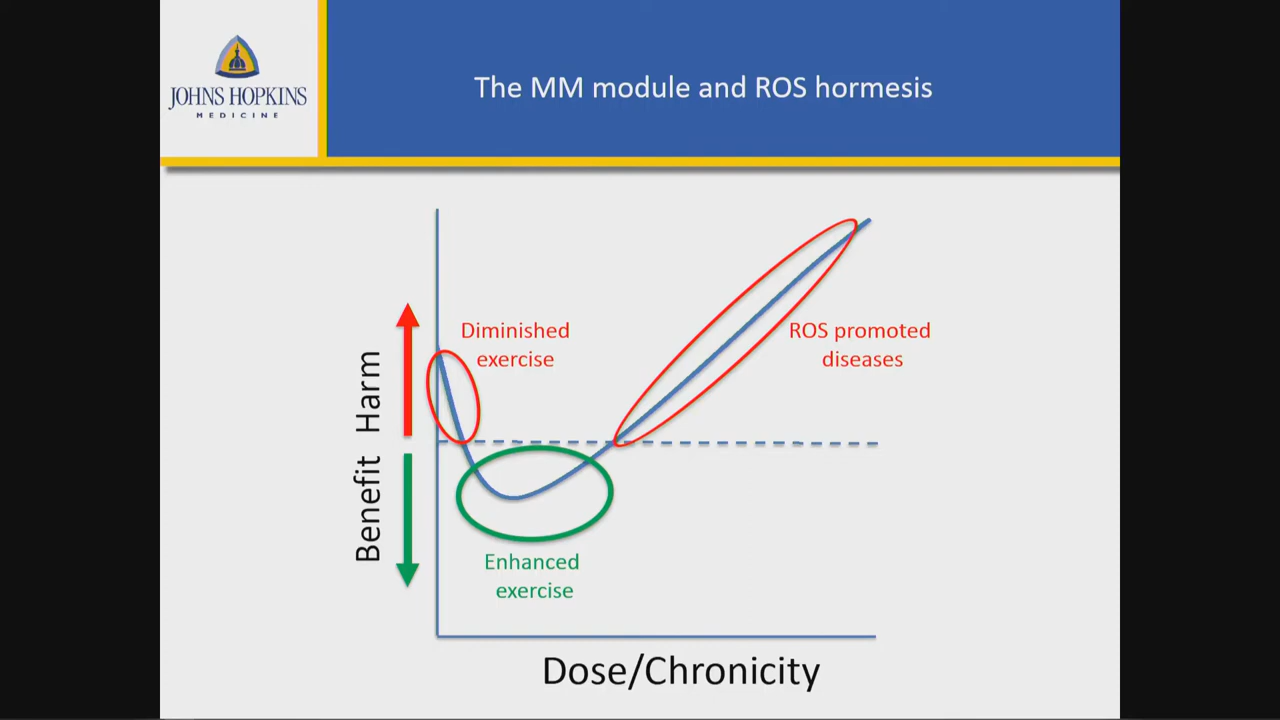 JOHNS HOPKINS
MEDICINE
The MM module and ROS hormesis
Diminished
exercise
ROS promoted
diseases
Harm
Benefit
Enhanced
exercise
Dose/Chronicity